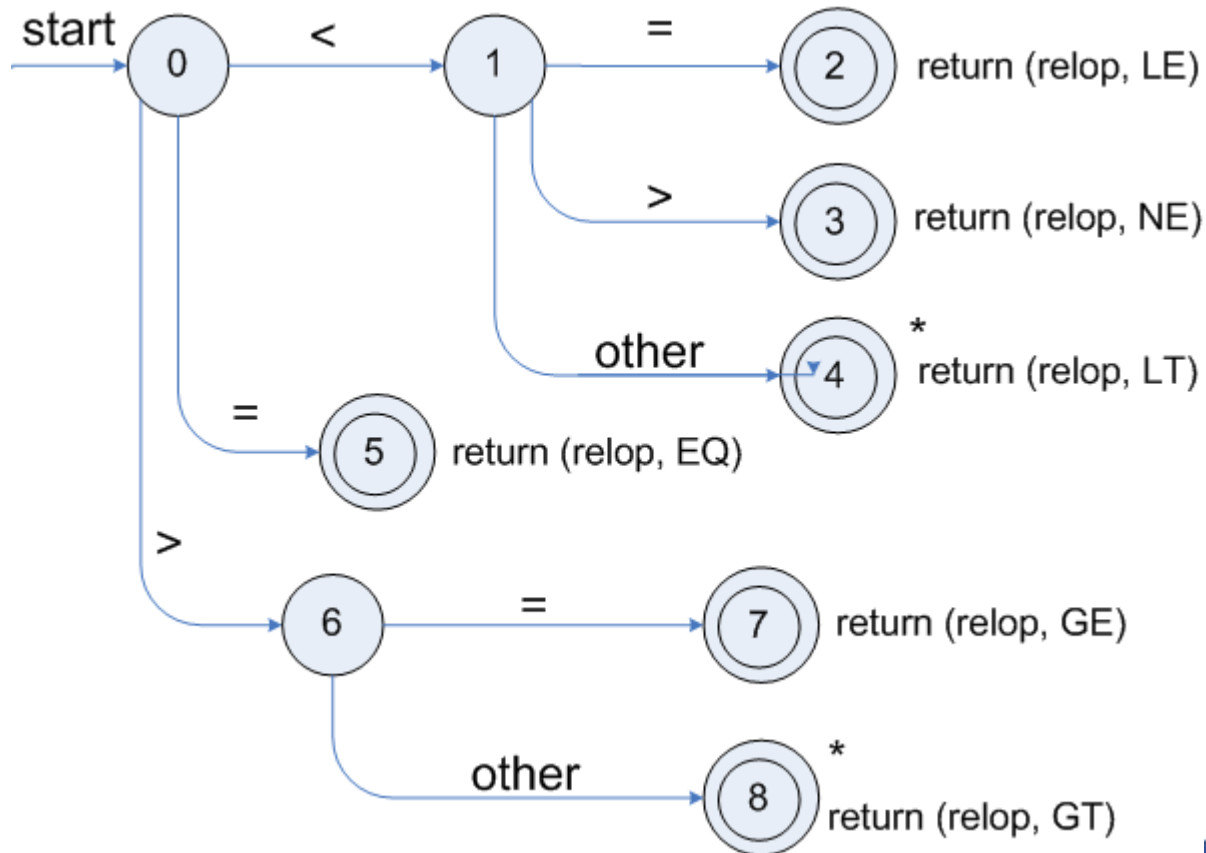 start
0
<
1
=
2
return (relop, LE)
>
3
return (relop, NE)
other
4
*
return (relop, LT)
=
5
return (relop, EQ)
>
6
=
7
return (relop, GE)
other
8
*
return (relop, GT)